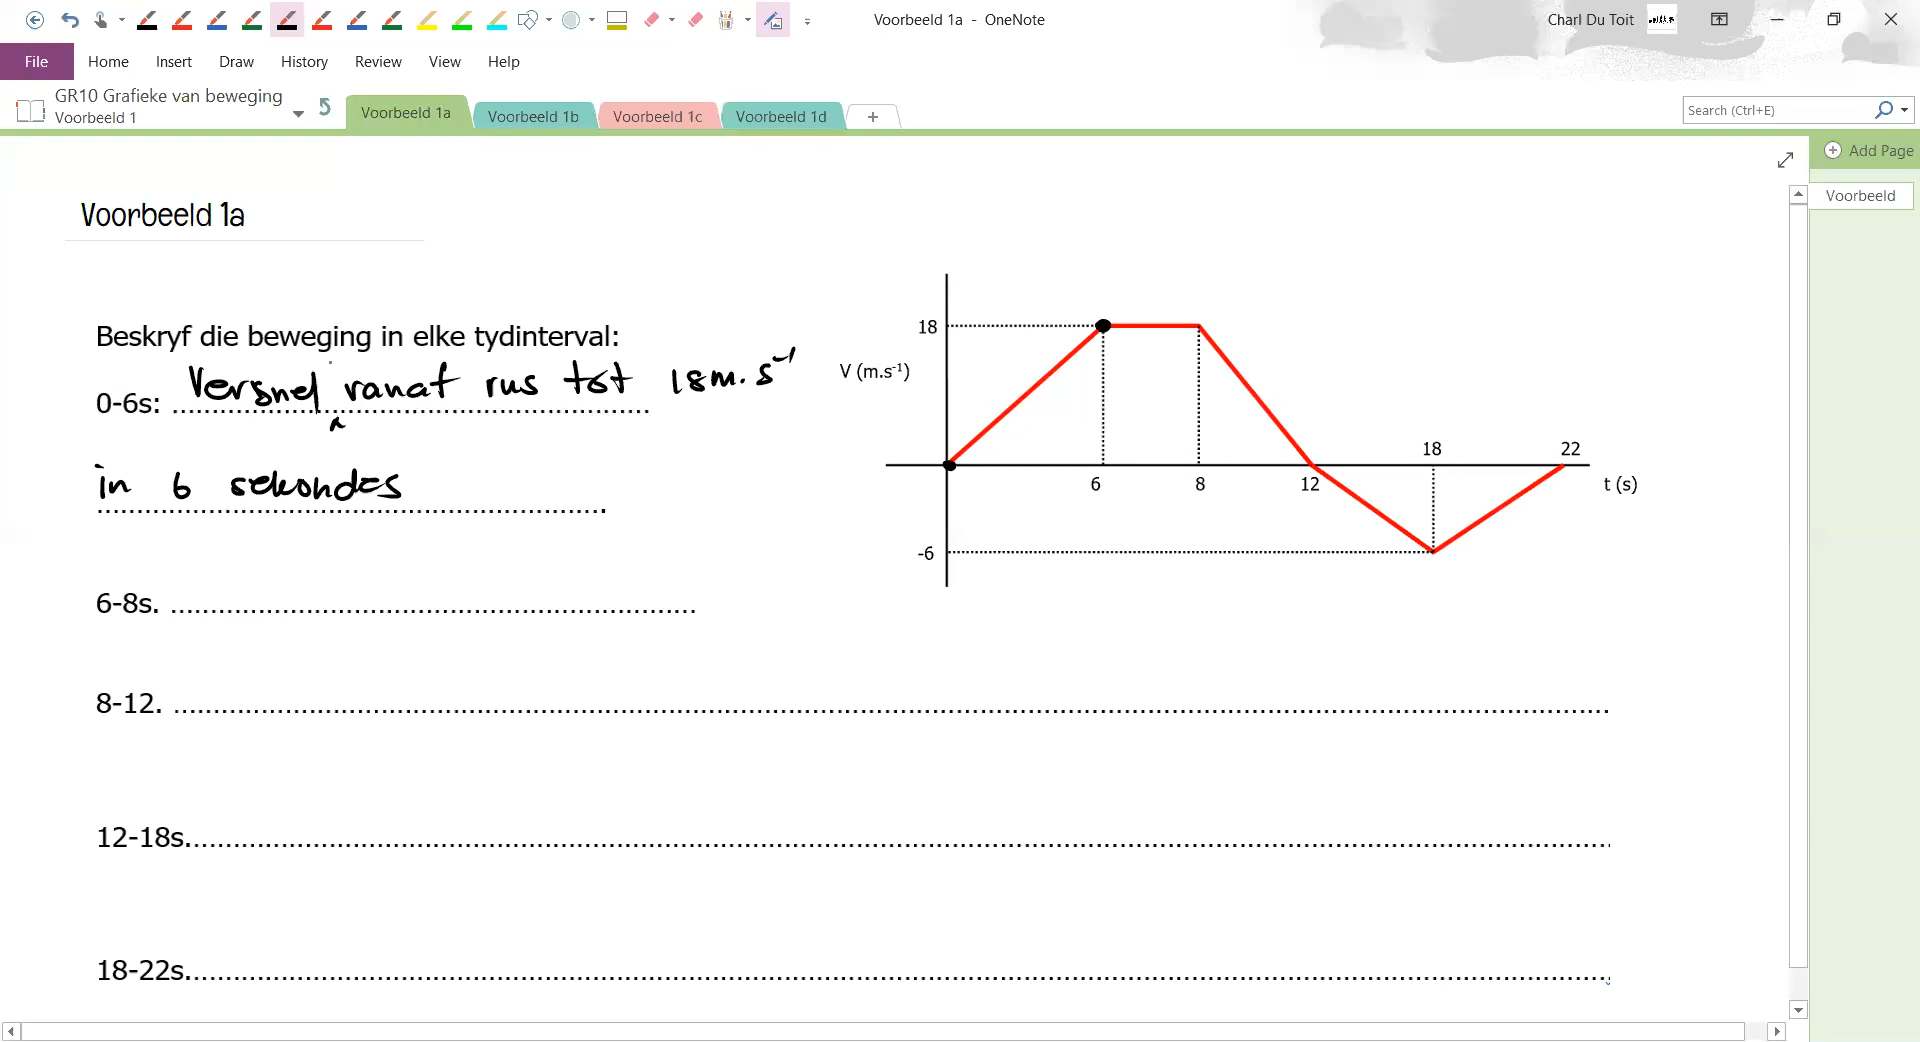 Voorbeeld 1a - OneNote
Charl Du Toit
File Home Insert Draw History Review View Help
GR10 Grafieke van beweging
Voorbeeld 1
Voorbeeld 1a Voorbeeld 1b Voorbeeld 1c Voorbeeld 1d +
Search (Ctrl+E)
Add Page
Voorbeeld
Voorbeeld 1a
Beskryf die beweging in elke tydinterval:
0-6s: Versnel vanaf rus tot 18m.s⁻¹
in 6 sekondes
6-8s.
8-12.
12-18s.
18-22s.
18
V (m.s⁻¹)
18 22
6 8 12 t (s)
-6